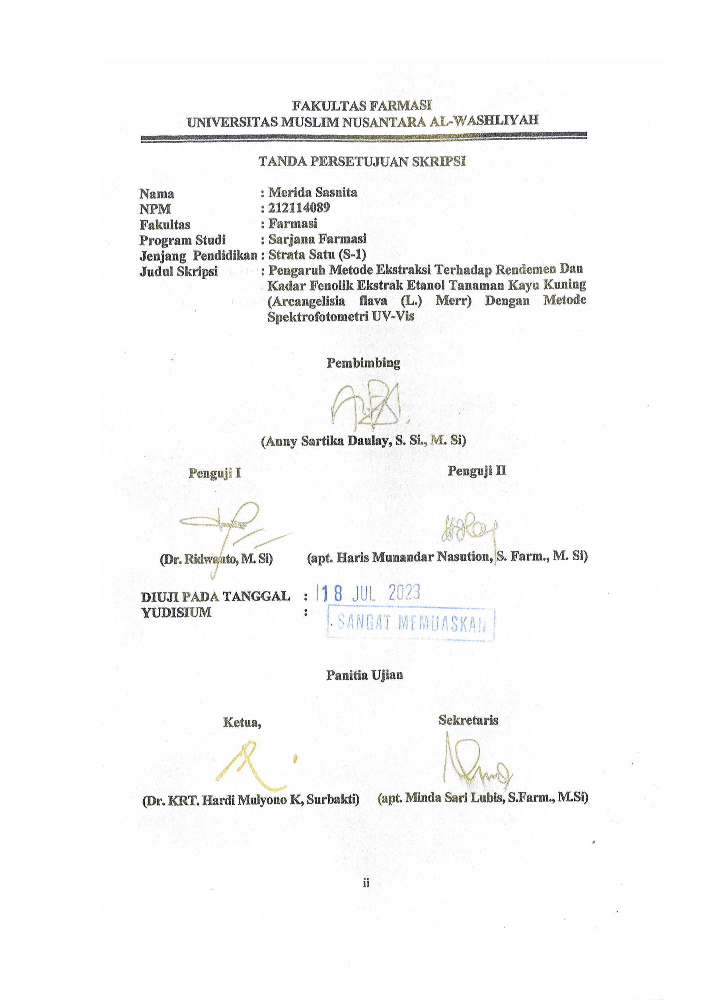 FAKULTAS FARMASI
UNIVERSITAS MUSLIM NUSANTARA AL-WASHLIYAH
TANDA PERSETUJUAN SKRIPSI
Nama : Merida Sasnita
NPM : 212114089
Fakultas : Farmasi
Program Studi : Sarjana Farmasi
Jenjang Pendidikan : Strata Satu (S-1)
Judul Skripsi : Pengaruh Metode Ekstraksi Terhadap Rendemen Dan
Kadar Fenolik Ekstrak Etanol Tanaman Kayu Kuning
(Arcangelisia flava (L.) Merr) Dengan Metode
Spektrofotometri UV-Vis
Pembimbing
(Anny Sartika Daulay, S. Si., M. Si)
Penguji I Penguji II
(Dr. Ridwanto, M. Si) (apt. Haris Munandar Nasution, S. Farm., M. Si)
DIUJI PADA TANGGAL : 18 JUL 2023
YUDISIUM : SANGAT MEMUASKAN
Panitia Ujian
Ketua, Sekretaris
(Dr. KRT. Hardi Mulyono K, Surbakti) (apt. Minda Sari Lubis, S.Farm., M.Si)
ii